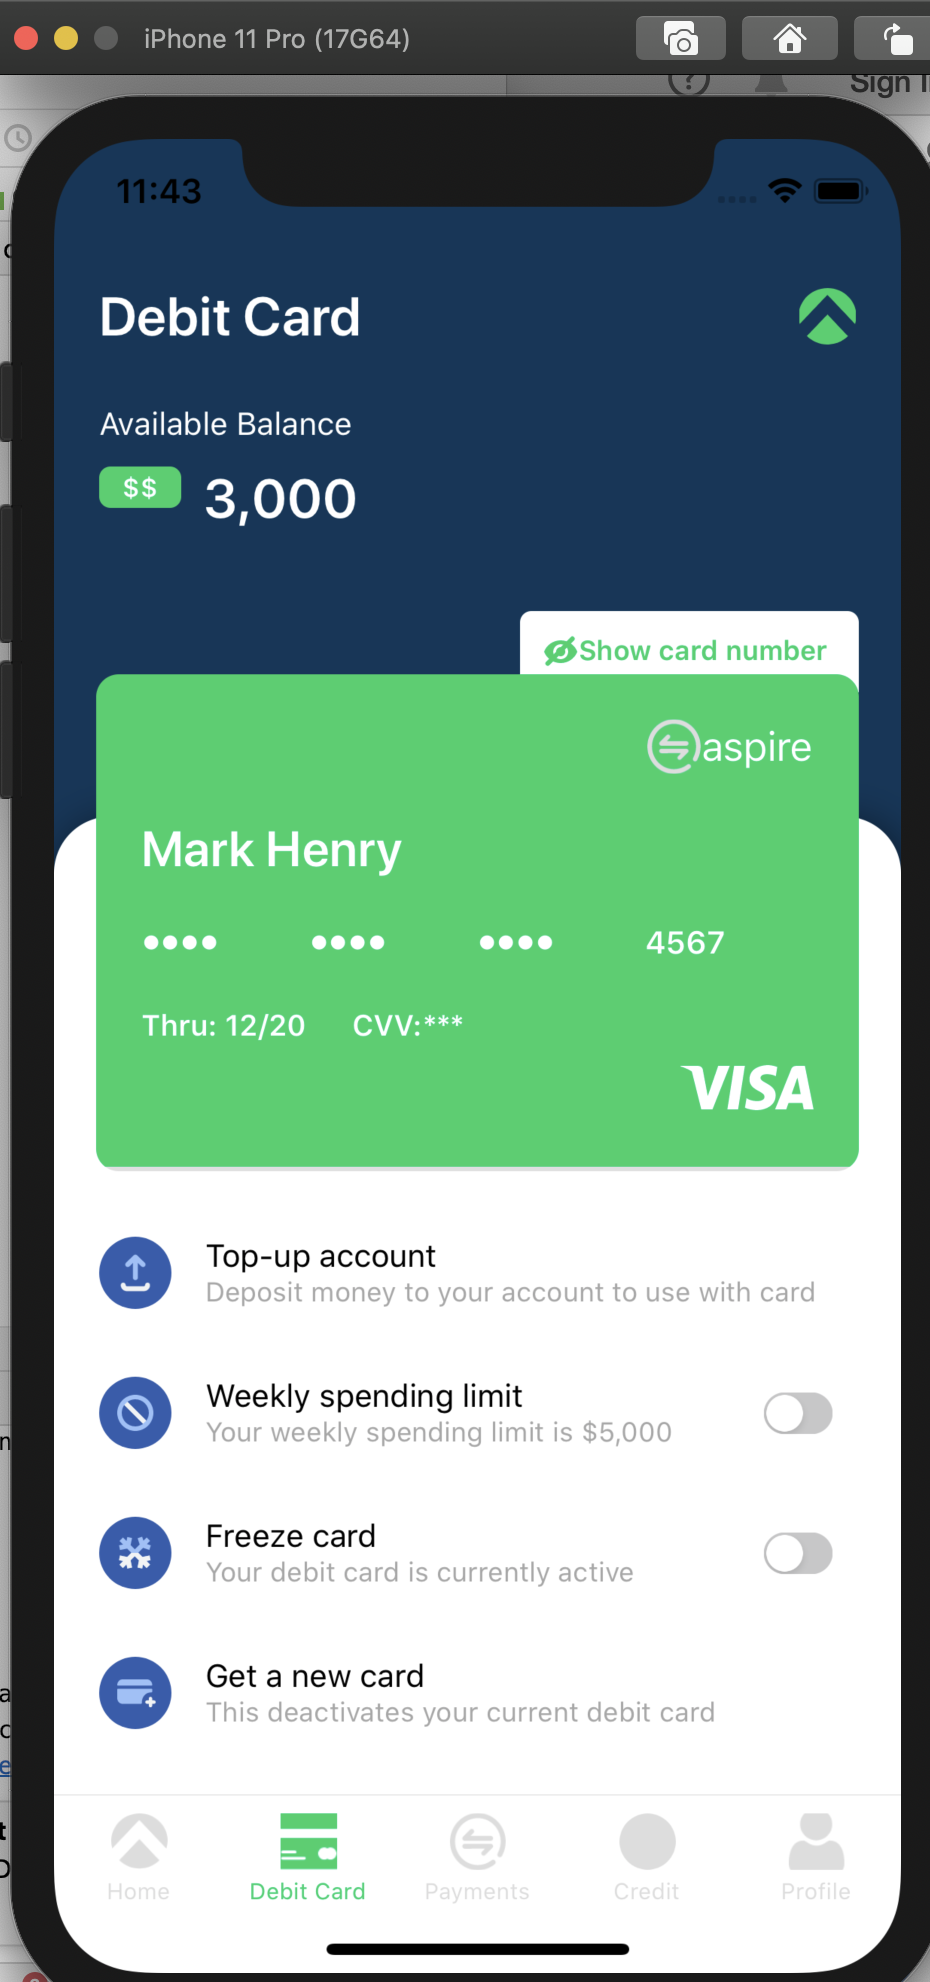 iPhone 11 Pro (17G64)
Sign I
11:43
Debit Card
Available Balance
$$ 3,000
Show card number
aspire
Mark Henry
•••• •••• •••• 4567
Thru: 12/20 CVV:***
VISA
Top-up account
Deposit money to your account to use with card
Weekly spending limit
Your weekly spending limit is $5,000
Freeze card
Your debit card is currently active
Get a new card
This deactivates your current debit card
Home Debit Card Payments Credit Profile